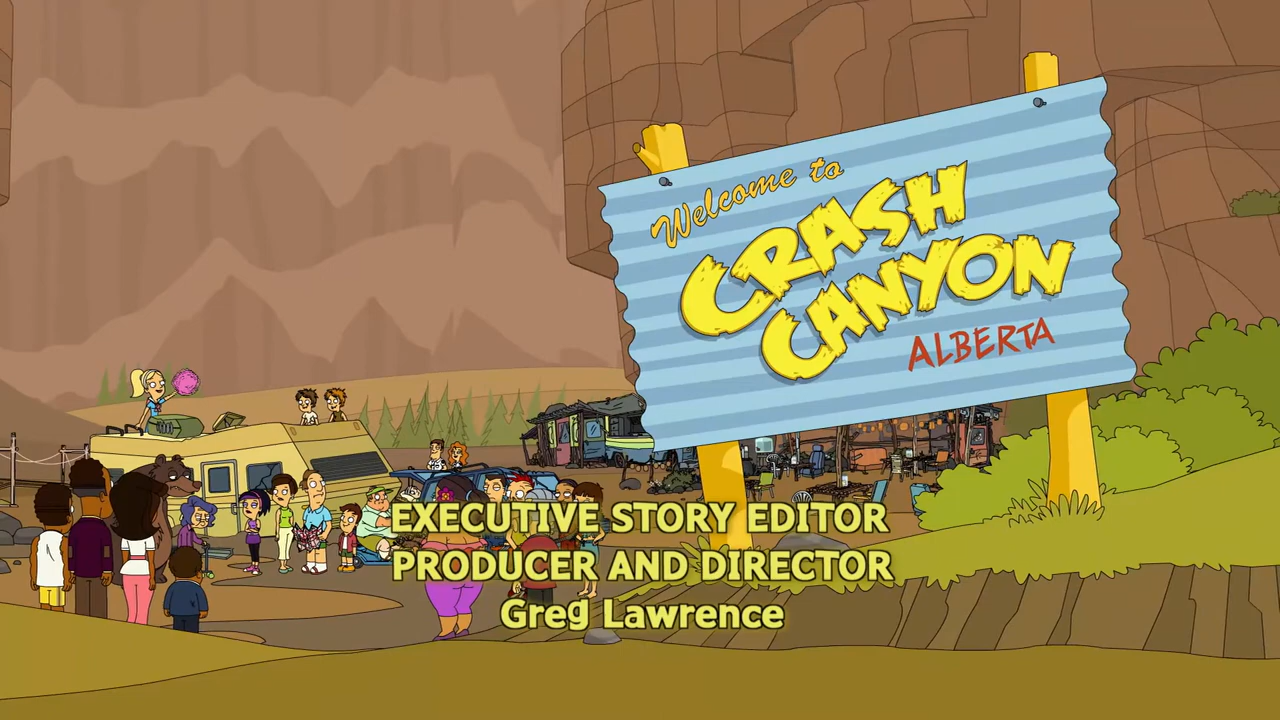 Welcome to
CRASH
CANYON
ALBERTA
EXECUTIVE STORY EDITOR
PRODUCER AND DIRECTOR
Greg Lawrence